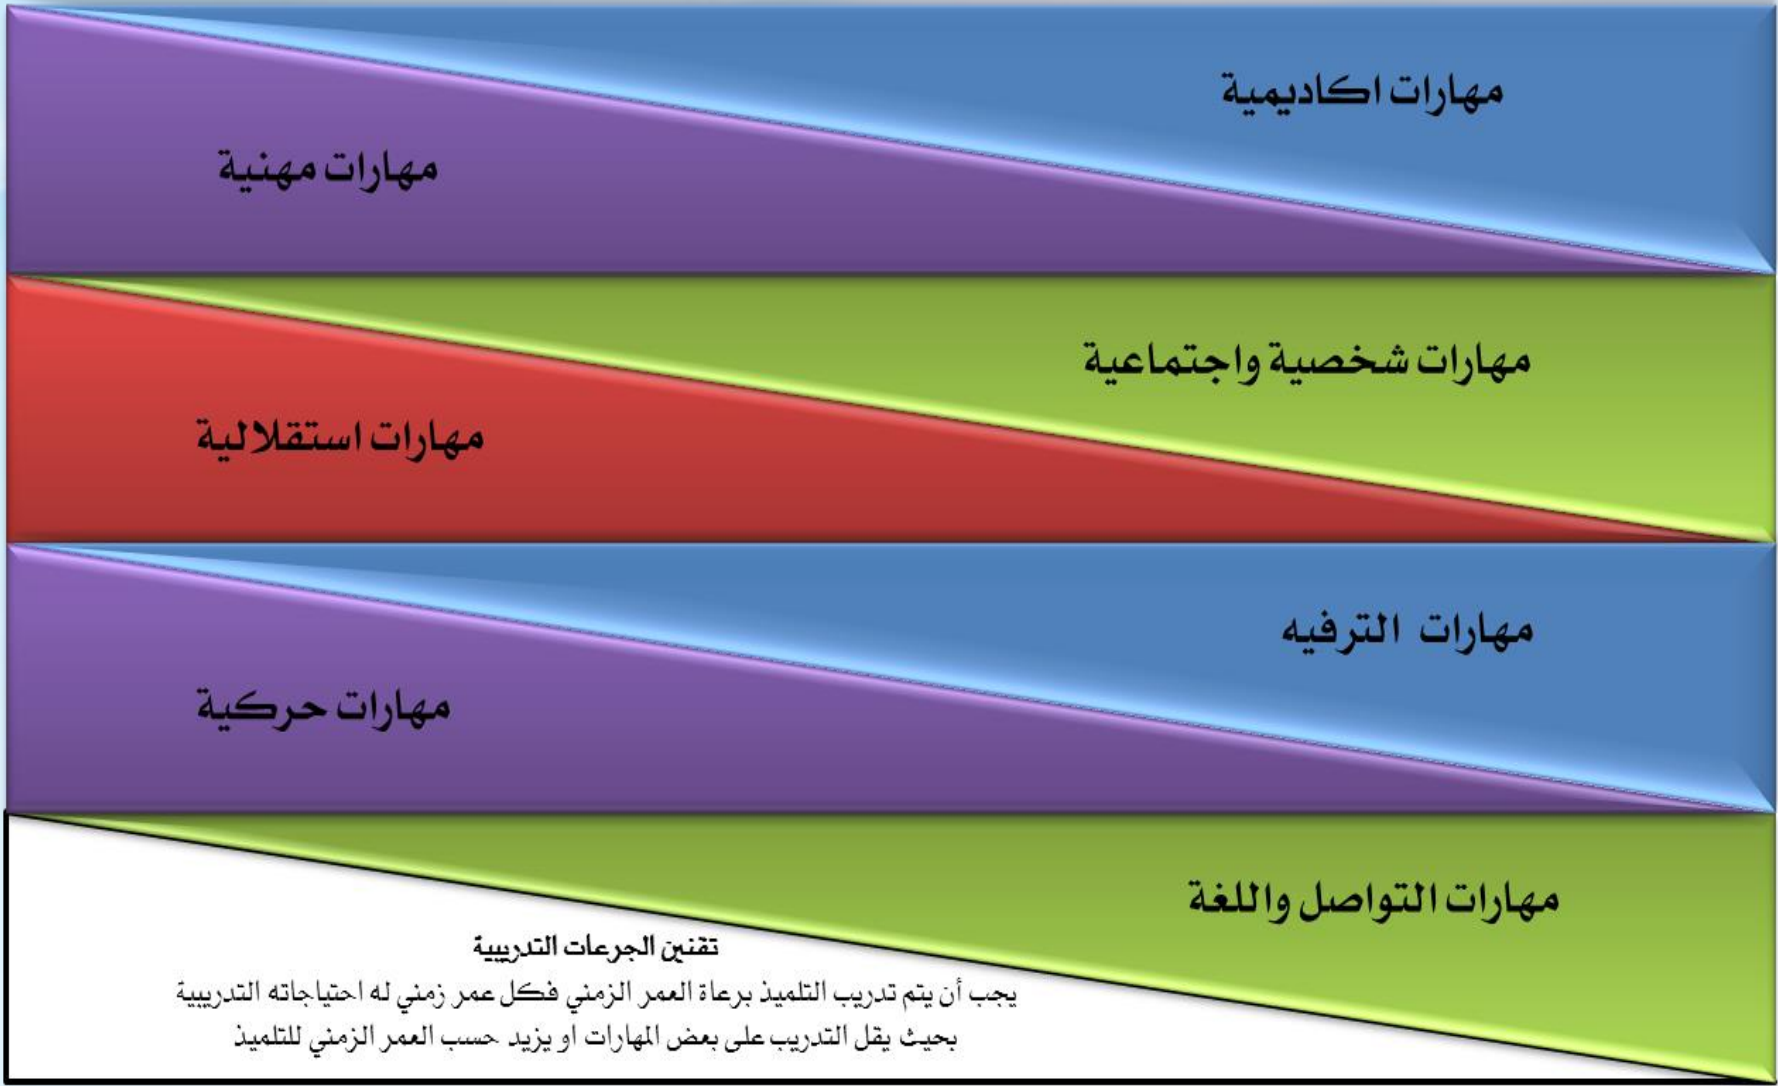 مهارات اكاديمية
مهارات مهنية
مهارات شخصية واجتماعية
مهارات استقلالية
مهارات الترفيه
مهارات حركية
مهارات التواصل واللغة
تقنين الجرعات التدريبية
يجب أن يتم تدريب التلميذ برعاة العمر الزمني فكل عمر زمني له احتياجاته التدريبية
بحيث يقل التدريب على بعض المهارات او يزيد حسب العمر الزمني للتلميذ